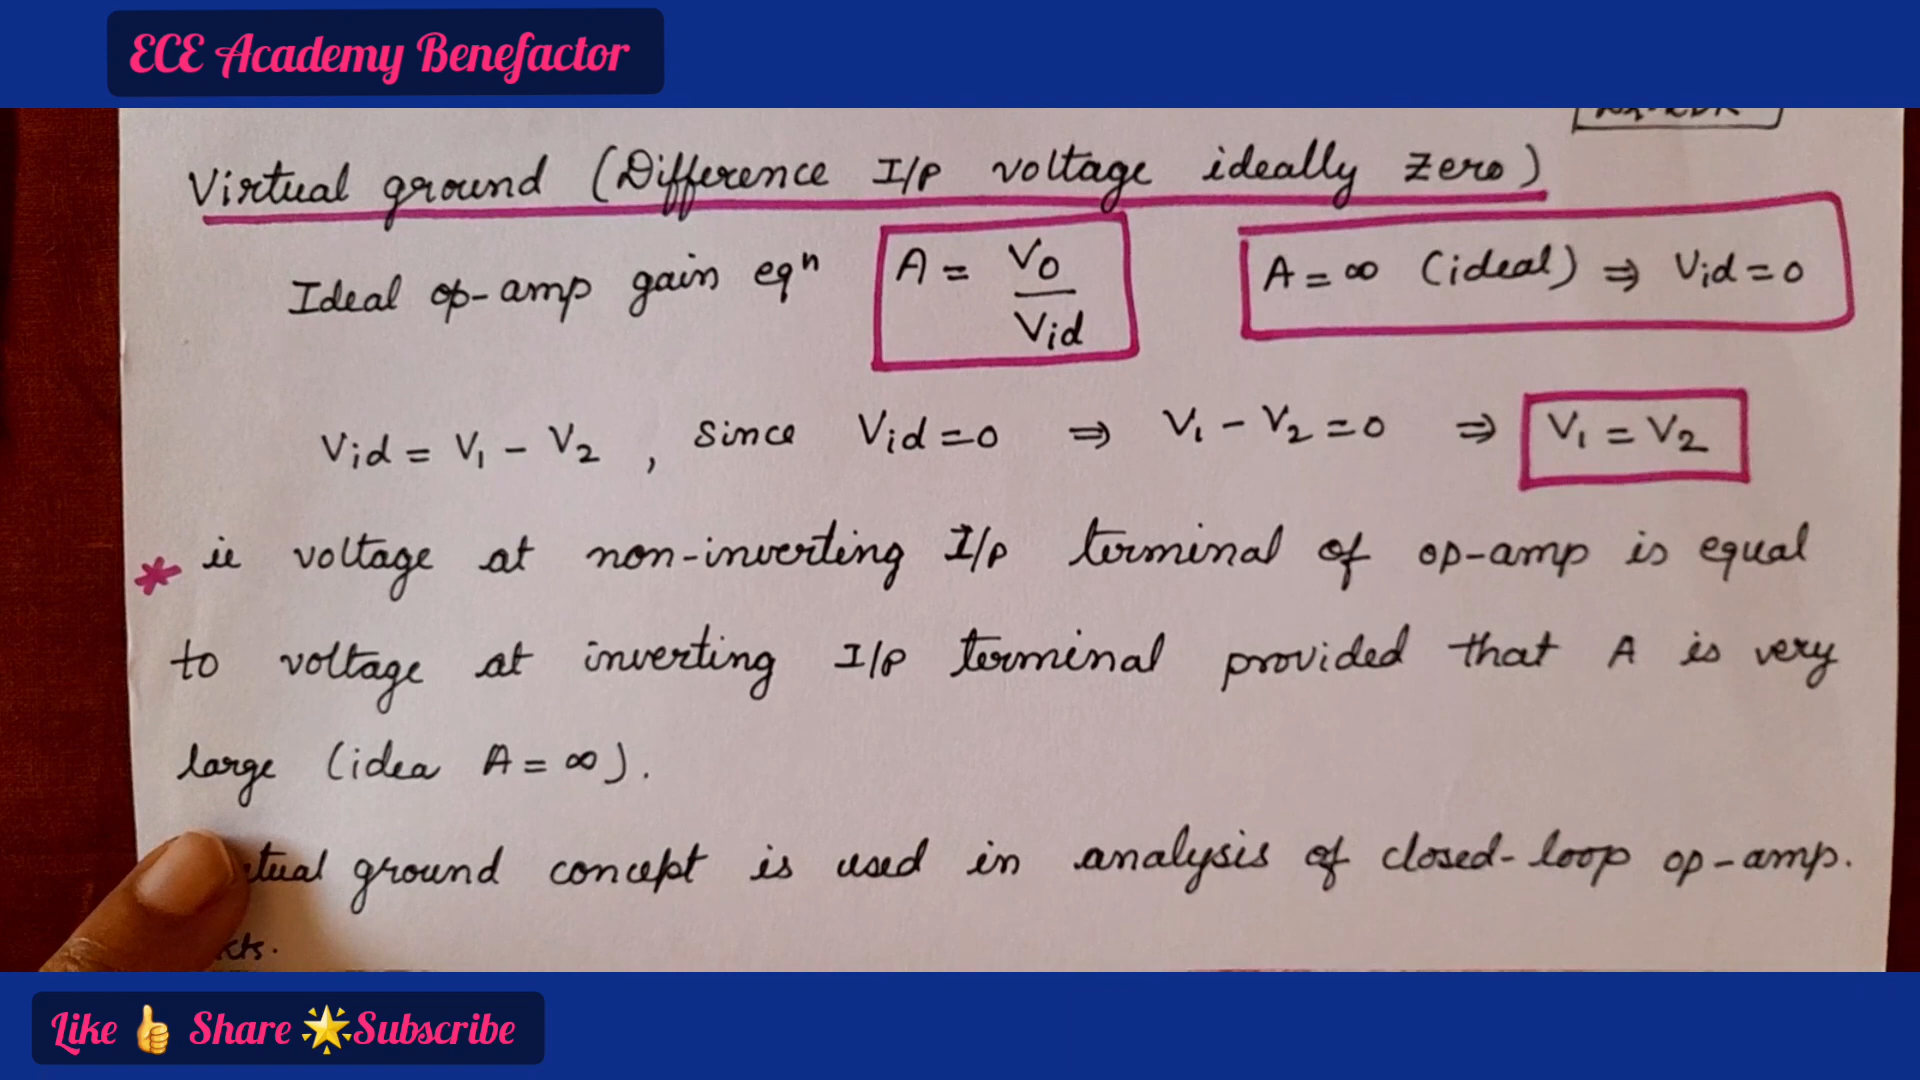 ECE Academy Benefactor
Virtual ground (Difference I/P voltage ideally zero)
Ideal op-amp gain eqⁿ A = Vo / Vid A = ∞ (ideal) ⇒ Vid = 0
Vid = V₁ - V₂ , since Vid = 0 ⇒ V₁ - V₂ = 0 ⇒ V₁ = V₂
* ie voltage at non-inverting I/P terminal of op-amp is equal
to voltage at inverting I/P terminal provided that A is very
large (idea A = ∞).
ground concept is used in analysis of closed-loop op-amp.
Like 👍 Share 🌟Subscribe